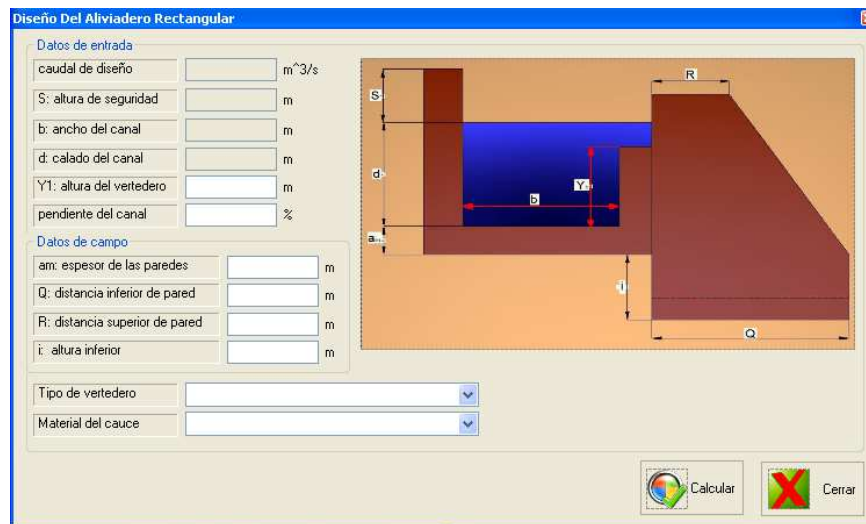 Diseño Del Aliviadero Rectangular
Datos de entrada
caudal de diseño m^3/s
S: altura de seguridad m
b: ancho del canal m
d: calado del canal m
Y1: altura del vertedero m
pendiente del canal %
Datos de campo
am: espesor de las paredes m
Q: distancia inferior de pared m
R: distancia superior de pared m
i: altura inferior m
Tipo de vertedero
Material del cauce
R
S
d
Y
b
a
i
Q
Calcular
Cerrar